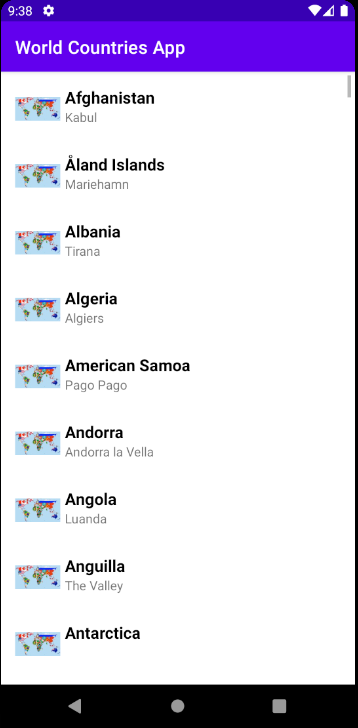 9:38
World Countries App
Afghanistan
Kabul
Åland Islands
Mariehamn
Albania
Tirana
Algeria
Algiers
American Samoa
Pago Pago
Andorra
Andorra la Vella
Angola
Luanda
Anguilla
The Valley
Antarctica